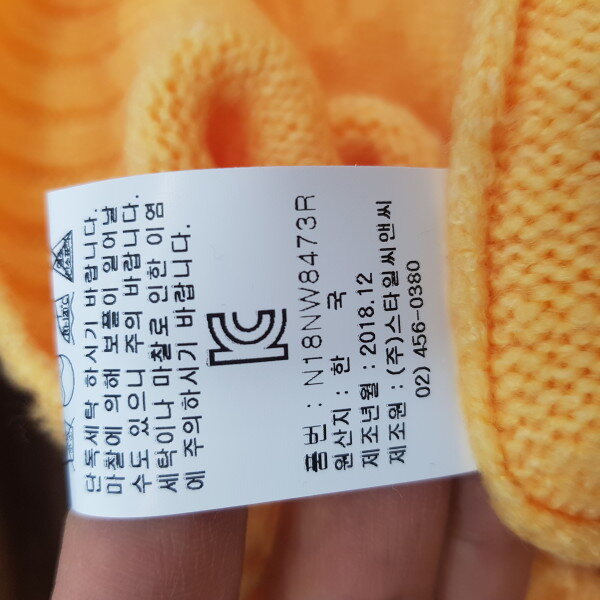 단독세탁 하시기 바랍니다.
마찰에 의해 보풀이 일어날
수도 있으니 주의 바랍니다.
세탁이나 마찰로 인한 이염
에 주의하시기 바랍니다.
품번 : N18NW8473R
원산지 : 한 국
제조년월 : 2018.12
제조원 : (주)스타일씨앤씨
02) 456-0380